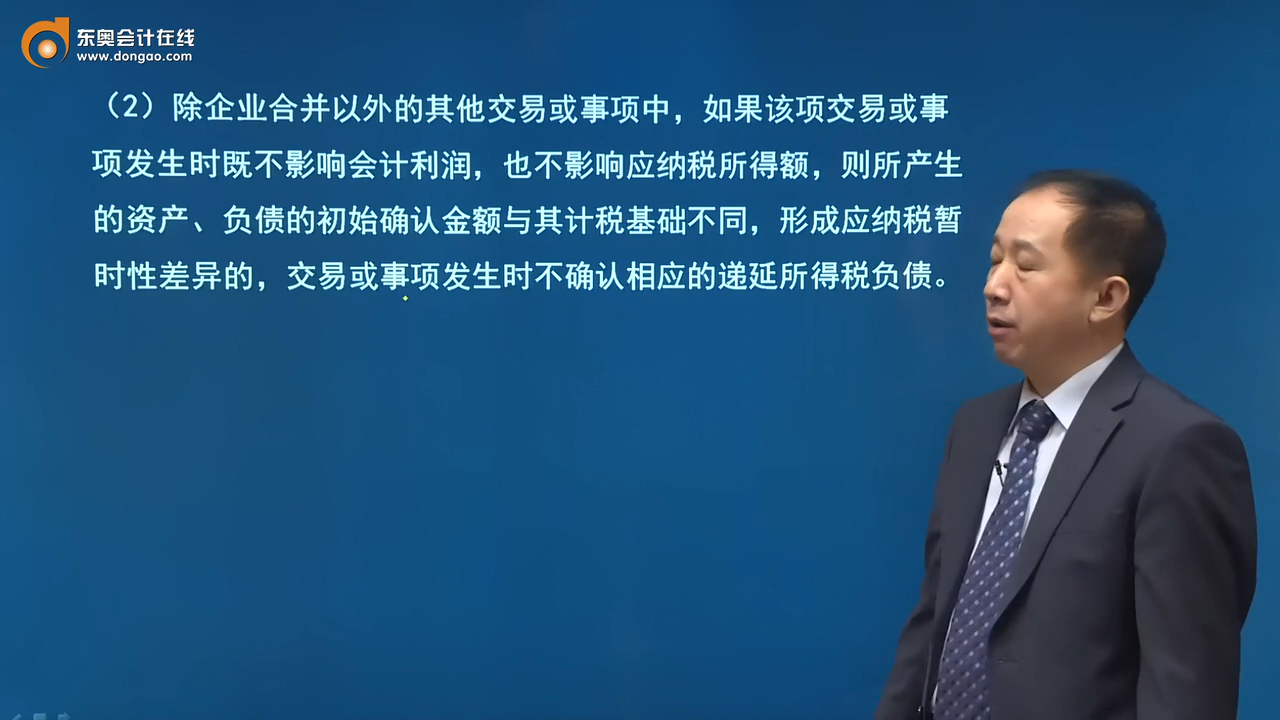 东奥会计在线
www.dongao.com
（2）除企业合并以外的其他交易或事项中，如果该项交易或事
项发生时既不影响会计利润，也不影响应纳税所得额，则所产生
的资产、负债的初始确认金额与其计税基础不同，形成应纳税暂
时性差异的，交易或事项发生时不确认相应的递延所得税负债。